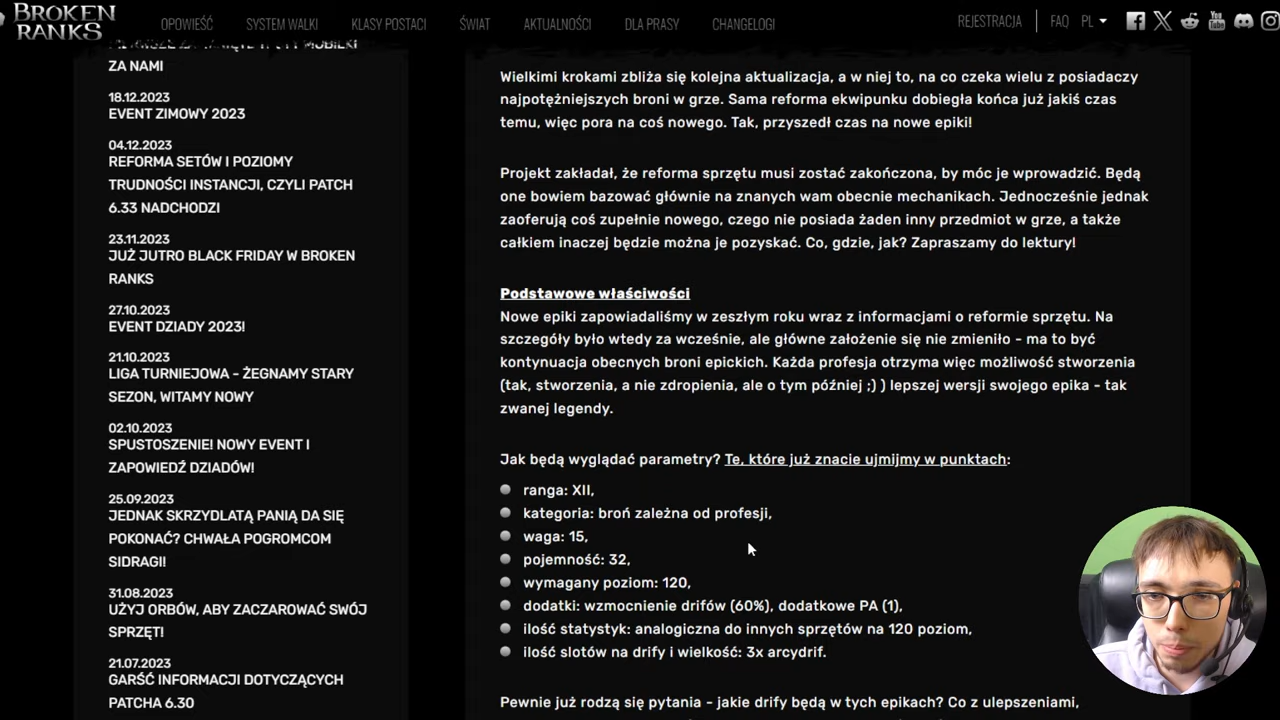 BROKEN
RANKS
OPOWIEŚĆ
SYSTEM WALKI
KLASY POSTACI
ŚWIAT
AKTUALNOŚCI
DLA PRASY
CHANGELOGI
REJESTRACJA
FAQ
PL
ZA NAMI
18.12.2023
EVENT ZIMOWY 2023
04.12.2023
REFORMA SETÓW I POZIOMY
TRUDNOŚCI INSTANCJI, CZYLI PATCH
6.33 NADCHODZI
23.11.2023
JUŻ JUTRO BLACK FRIDAY W BROKEN
RANKS
27.10.2023
EVENT DZIADY 2023!
21.10.2023
LIGA TURNIEJOWA - ŻEGNAMY STARY
SEZON, WITAMY NOWY
02.10.2023
SPUSTOSZENIE! NOWY EVENT I
ZAPOWIEDŹ DZIADÓW!
25.09.2023
JEDNAK SKRZYDLATĄ PANIĄ DA SIĘ
POKONAĆ? CHWAŁA POGROMCOM
SIDRAGI!
31.08.2023
UŻYJ ORBÓW, ABY ZACZAROWAĆ SWÓJ
SPRZĘT!
21.07.2023
GARŚĆ INFORMACJI DOTYCZĄCYCH
PATCHA 6.30
Wielkimi krokami zbliża się kolejna aktualizacja, a w niej to, na co czeka wielu z posiadaczy
najpotężniejszych broni w grze. Sama reforma ekwipunku dobiegła końca już jakiś czas
temu, więc pora na coś nowego. Tak, przyszedł czas na nowe epiki!
Projekt zakładał, że reforma sprzętu musi zostać zakończona, by móc je wprowadzić. Będą
one bowiem bazować głównie na znanych wam obecnie mechanikach. Jednocześnie jednak
zaoferują coś zupełnie nowego, czego nie posiada żaden inny przedmiot w grze, a także
całkiem inaczej będzie można je pozyskać. Co, gdzie, jak? Zapraszamy do lektury!
Podstawowe właściwości
Nowe epiki zapowiadaliśmy w zeszłym roku wraz z informacjami o reformie sprzętu. Na
szczegóły było wtedy za wcześnie, ale główne założenie się nie zmieniło - ma to być
kontynuacja obecnych broni epickich. Każda profesja otrzyma więc możliwość stworzenia
(tak, stworzenia, a nie zdropienia, ale o tym później ;) ) lepszej wersji swojego epika - tak
zwanej legendy.
Jak będą wyglądać parametry? Te, które już znacie ujmijmy w punktach:
ranga: XII,
kategoria: broń zależna od profesji,
waga: 15,
pojemność: 32,
wymagany poziom: 120,
dodatki: wzmocnienie drifów (60%), dodatkowe PA (1),
ilość statystyk: analogiczna do innych sprzętów na 120 poziom,
ilość slotów na drify i wielkość: 3x arcydrif.
Pewnie już rodzą się pytania - jakie drify będą w tych epikach? Co z ulepszeniami,